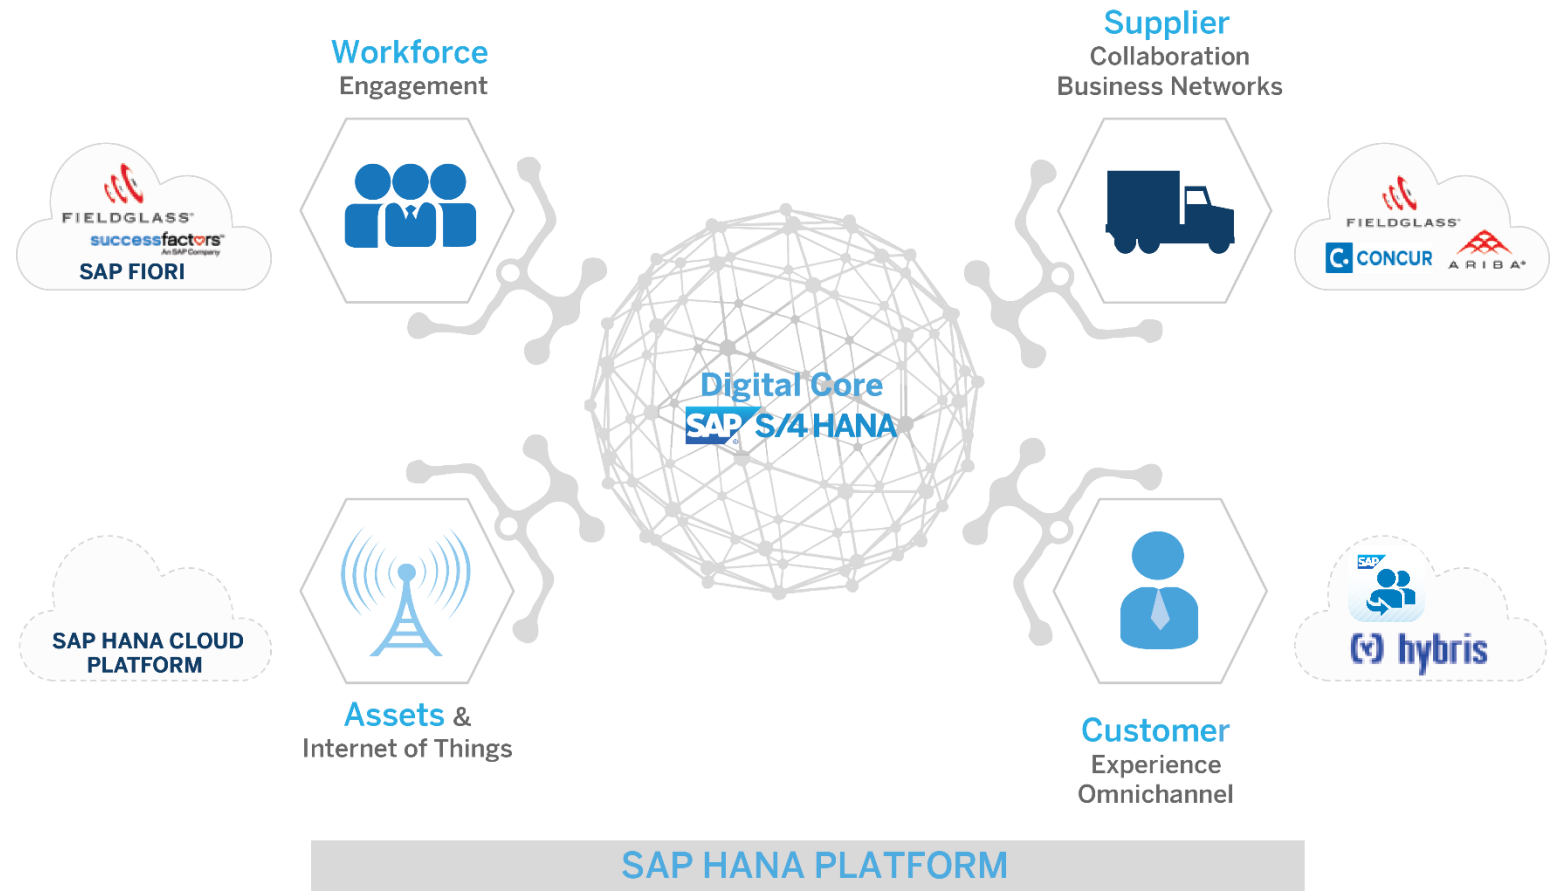 Workforce
Engagement
Supplier
Collaboration
Business Networks
FIELDGLASS
successfactors™
An SAP Company
SAP FIORI
FIELDGLASS
C. CONCUR
ARIBA
Digital Core
SAP S/4 HANA
SAP HANA CLOUD
PLATFORM
SAP
(y) hybris
Assets &
Internet of Things
Customer
Experience
Omnichannel
SAP HANA PLATFORM